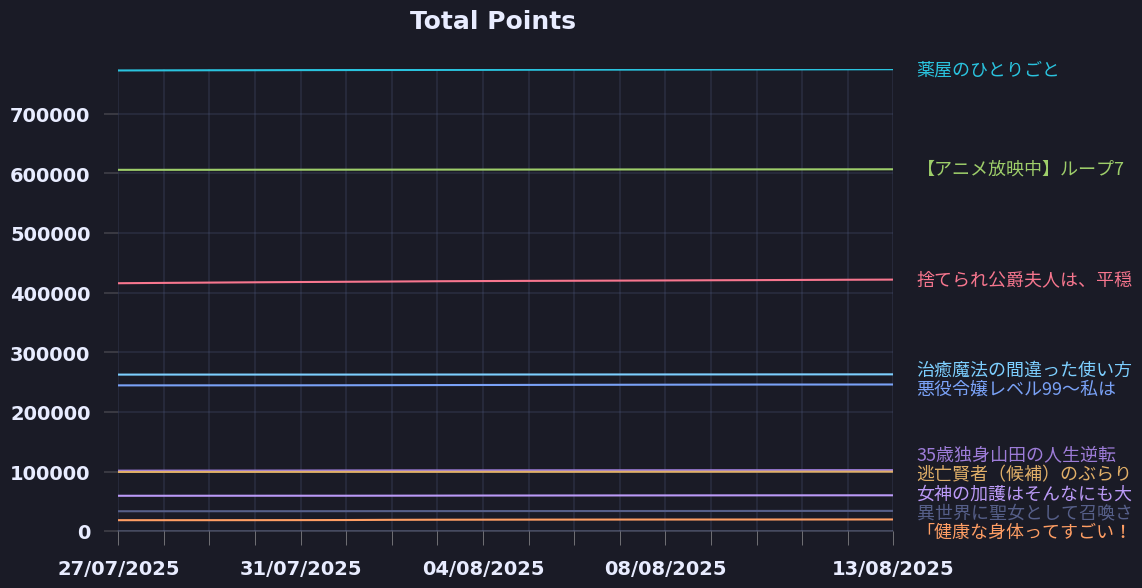 Total Points
700000
600000
500000
400000
300000
200000
100000
0
27/07/2025
31/07/2025
04/08/2025
08/08/2025
13/08/2025
薬屋のひとりごと
【アニメ放映中】ループ7
捨てられ公爵夫人は、平穏
治癒魔法の間違った使い方
悪役令嬢レベル99～私は
35歳独身山田の人生逆転
逃亡賢者（候補）のぶらり
女神の加護はそんなにも大
異世界に聖女として召喚さ
「健康な身体ってすごい！